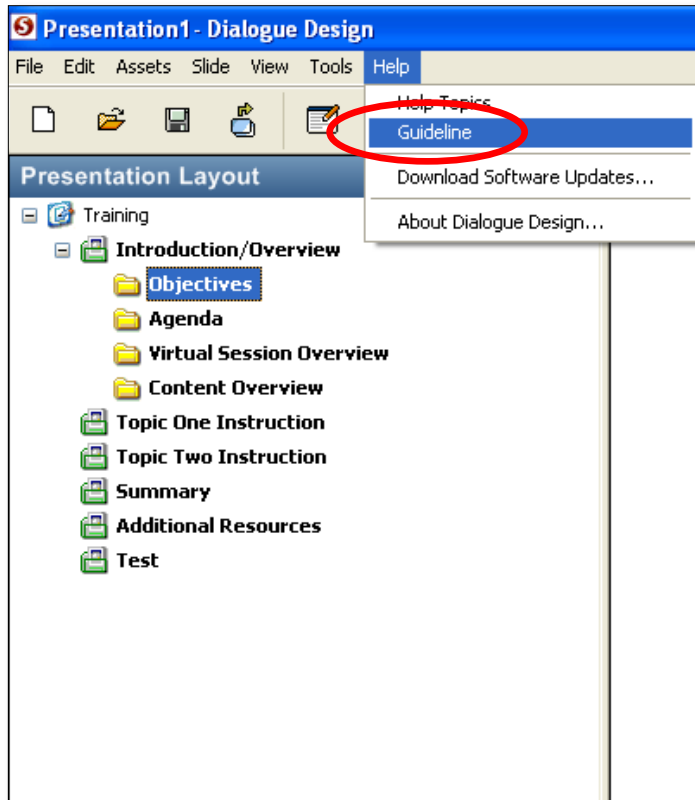 Presentation1 - Dialogue Design
File Edit Assets Slide View Tools Help
Help Topics
Guideline
Download Software Updates...
About Dialogue Design...
Presentation Layout
Training
Introduction/Overview
Objectives
Agenda
Virtual Session Overview
Content Overview
Topic One Instruction
Topic Two Instruction
Summary
Additional Resources
Test